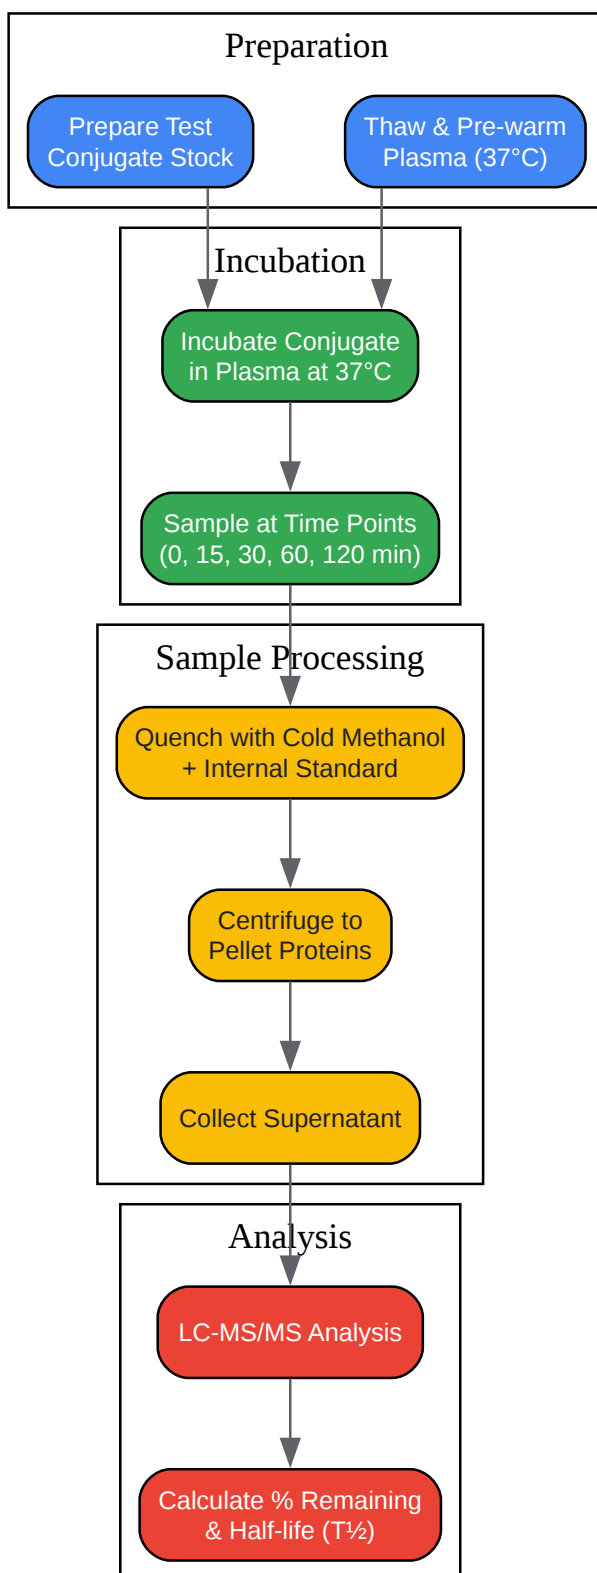 Preparation
Prepare Test
Conjugate Stock
Thaw & Pre-warm
Plasma (37°C)
Incubation
Incubate Conjugate
in Plasma at 37°C
Sample at Time Points
(0, 15, 30, 60, 120 min)
Sample Processing
Quench with Cold Methanol
+ Internal Standard
Centrifuge to
Pellet Proteins
Collect Supernatant
Analysis
LC-MS/MS Analysis
Calculate % Remaining
& Half-life (T½)